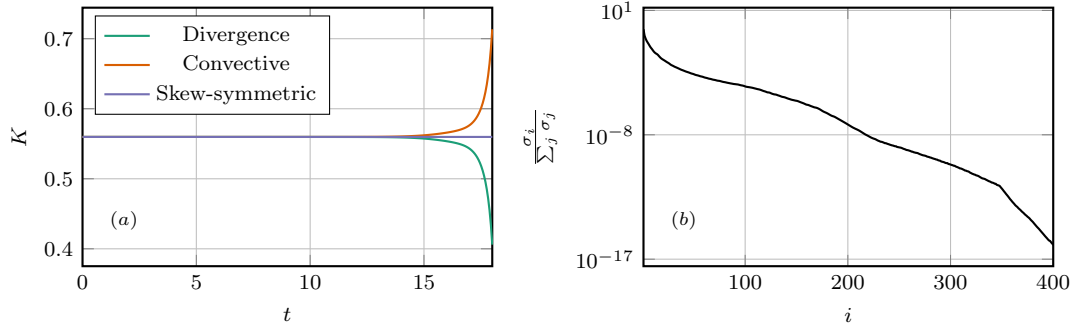 0.7
0.6
0.5
0.4
K
0
5
10
15
t
Divergence
Convective
Skew-symmetric
(a)
10^1
10^{-8}
10^{-17}
σ_i / ∑_j σ_j
100
200
300
400
i
(b)